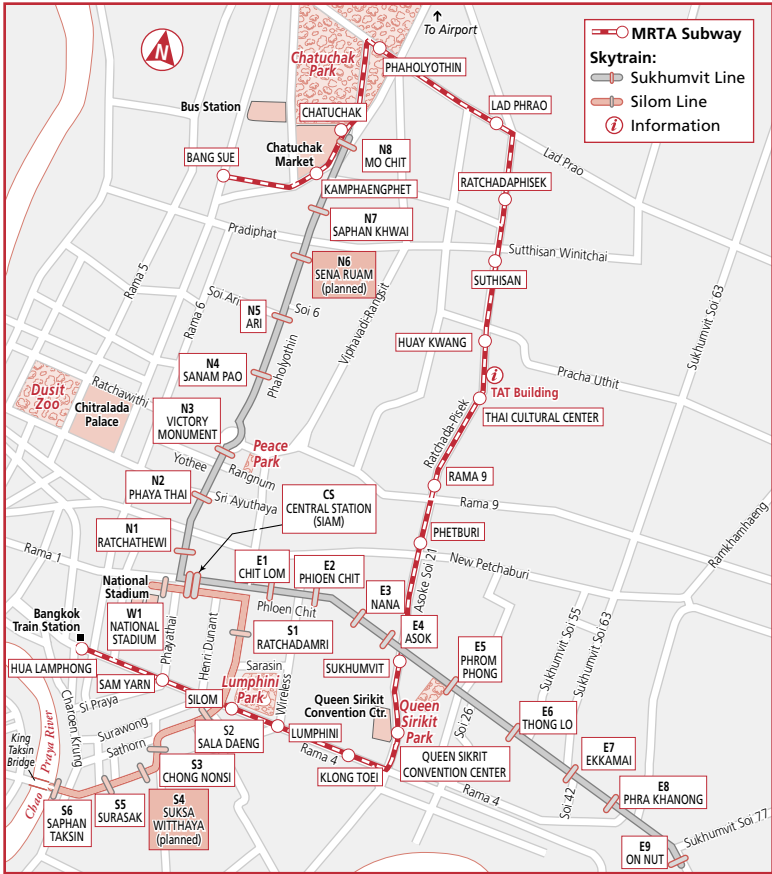 ↑
To Airport
MRTA Subway
Skytrain:
Sukhumvit Line
Silom Line
i Information
N
Chatuchak
Park
PHAHOLYOTHIN
Bus Station
CHATUCHAK
LAD PHRAO
Lad Prao
BANG SUE
Chatuchak
Market
N8
MO CHIT
KAMPHAENGPHET
RATCHADAPHISEK
N7
SAPHAN KHWAI
Pradiphat
Sutthisan Winitchai
N6
SENA RUAM
(planned)
SUTHISAN
Rama 5
Rama 6
Soi Ari
Soi 6
Viphavadi-Rangsit
Sukhumvit Soi 63
N5
ARI
HUAY KWANG
Phaholyothin
N4
SANAM PAO
Pracha Uthit
i
TAT Building
Dusit
Zoo
Ratchawithi
Chitralada
Palace
N3
VICTORY
MONUMENT
THAI CULTURAL CENTER
Ratchada-Pisek
Peace
Park
Yothee
Rangnum
N2
PHAYA THAI
Sri Ayuthaya
RAMA 9
Rama 9
CS
CENTRAL STATION
(SIAM)
N1
RATCHATHEWI
PHETBURI
Ramkhamhaeng
Rama 1
New Petchaburi
Asoke Soi 21
E1
CHIT LOM
E2
PHIOEN CHIT
National
Stadium
Phloen Chit
E3
NANA
W1
NATIONAL
STADIUM
Bangkok
Train Station
Phayathai
Henri Dunant
S1
RATCHADAMRI
E4
ASOK
Sukhumvit Soi 55
Sukhumvit Soi 63
E5
PHROM
PHONG
HUA LAMPHONG
SAM YARN
Sarasin
Wireless
SUKHUMVIT
Lumphini
Park
Si Praya
SILOM
Queen Sirikit
Convention Ctr.
Queen
Sirikit
Park
Soi 26
E6
THONG LO
Charoen Krung
Surawong
Sathorn
S2
SALA DAENG
LUMPHINI
Rama 4
E7
EKKAMAI
King
Taksin
Bridge
Chao Praya River
S3
CHONG NONSI
KLONG TOEI
QUEEN SIKRIT
CONVENTION CENTER
Rama 4
Soi 42
E8
PHRA KHANONG
S6
SAPHAN
TAKSIN
S5
SURASAK
S4
SUKSA
WITTHAYA
(planned)
E9
ON NUT
Sukhumvit Soi 77